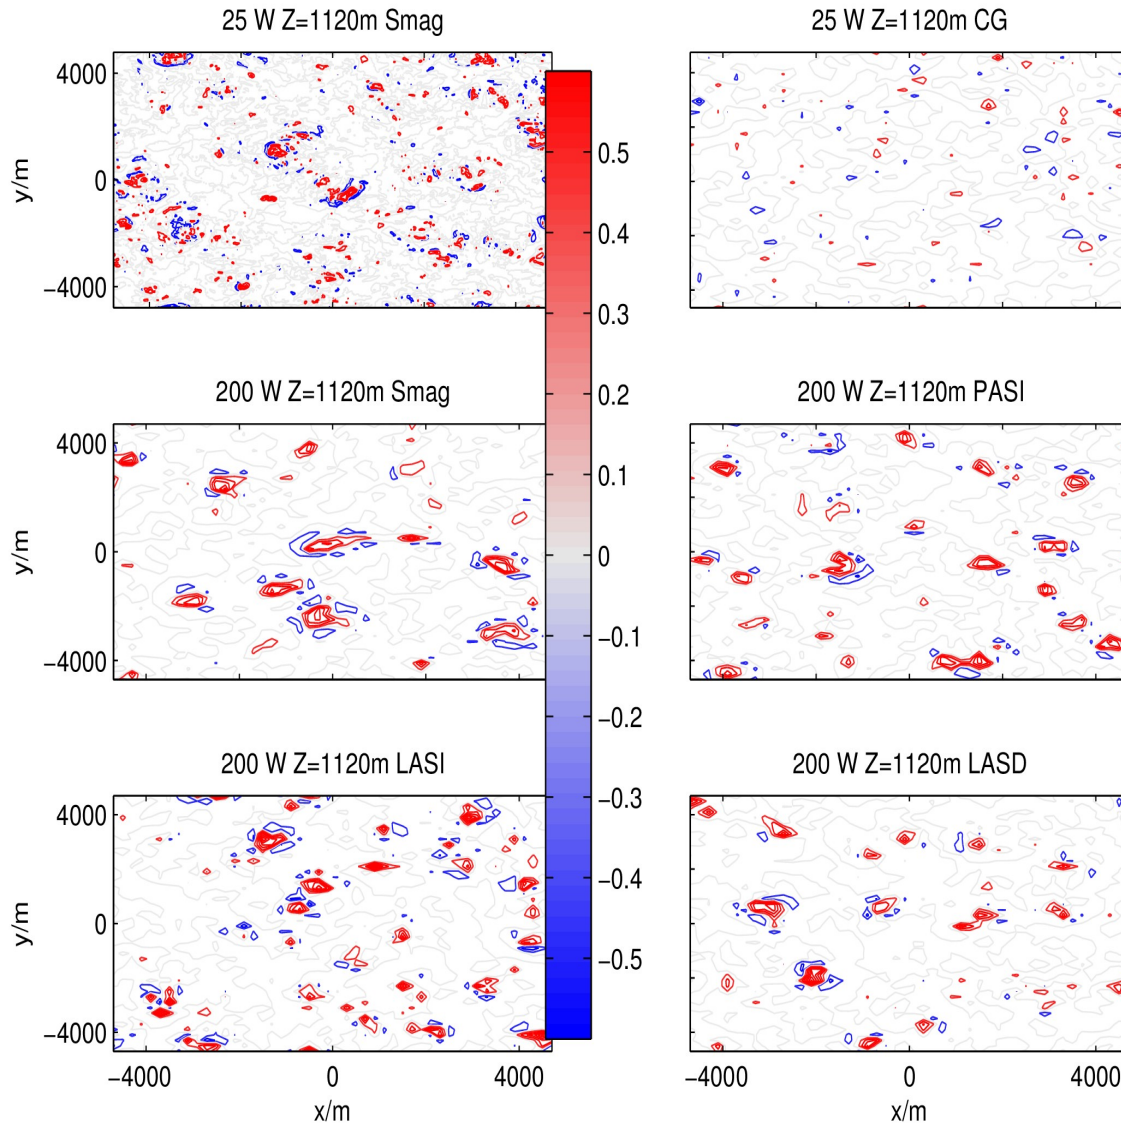 25 W Z=1120m Smag
25 W Z=1120m CG
y/m
4000
0
−4000
0.5
0.4
0.3
0.2
0.1
0
−0.1
−0.2
−0.3
−0.4
−0.5
200 W Z=1120m Smag
200 W Z=1120m PASI
y/m
4000
0
−4000
200 W Z=1120m LASI
200 W Z=1120m LASD
y/m
4000
0
−4000
−4000 0 4000
−4000 0 4000
x/m
x/m